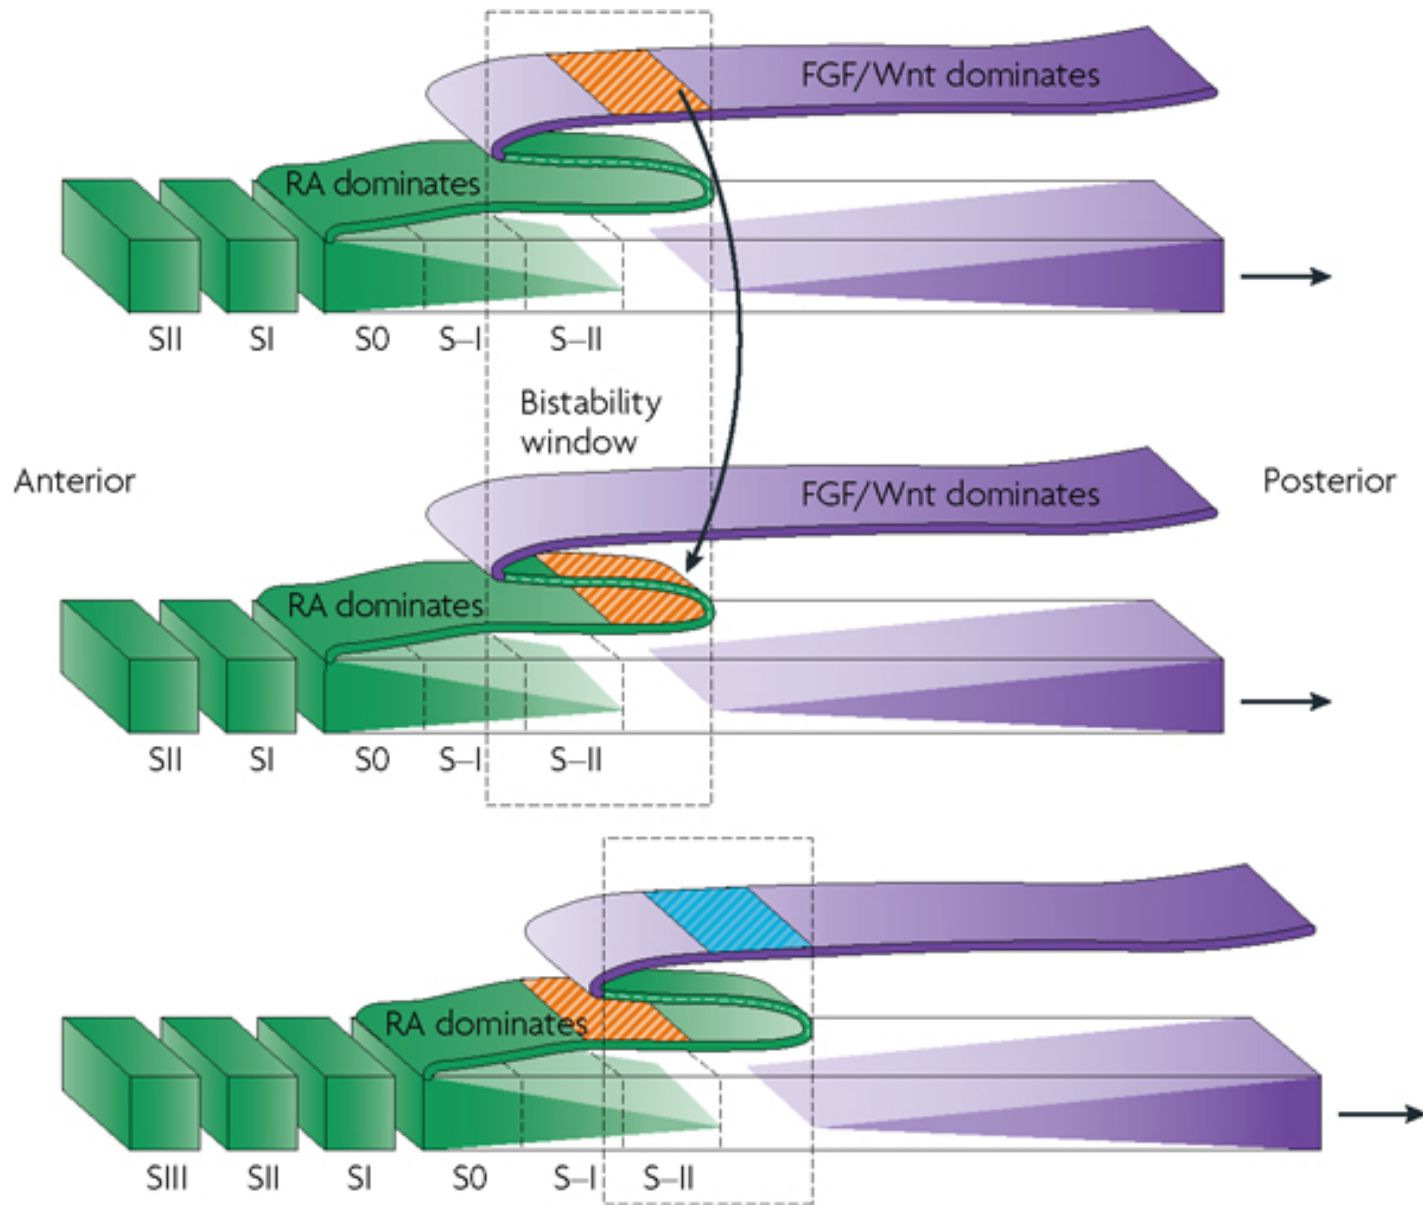 FGF/Wnt dominates
RA dominates
SII SI S0 S–I S–II
Bistability
window
Anterior
FGF/Wnt dominates
Posterior
RA dominates
SII SI S0 S–I S–II
RA dominates
SIII SII SI S0 S–I S–II